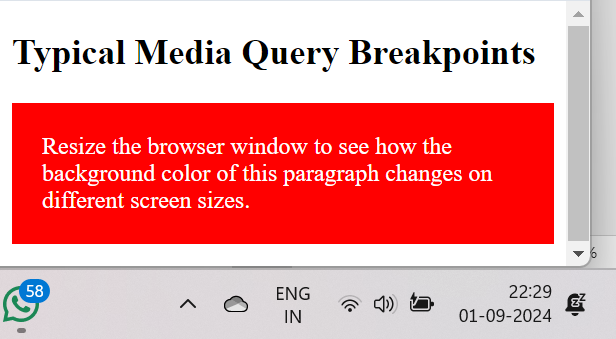 Typical Media Query Breakpoints
Resize the browser window to see how the
background color of this paragraph changes on
different screen sizes.
6
58
ENG
IN
22:29
01-09-2024